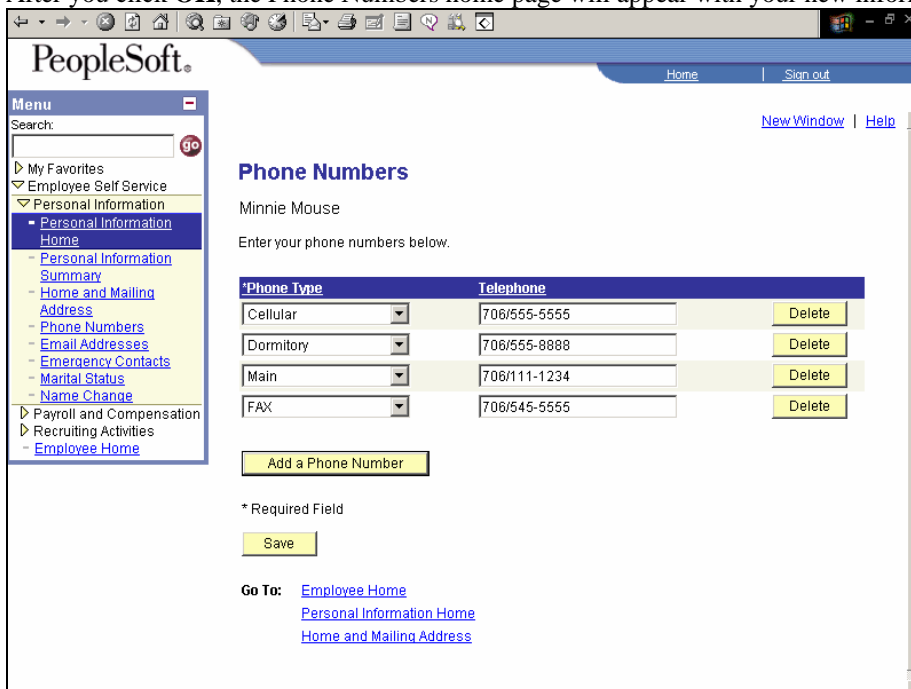 After you click OK, the Phone Numbers home page will appear with your new infor
PeopleSoft®
Home | Sign out
Menu
New Window | Help
Search:
go
My Favorites
Phone Numbers
Employee Self Service
Personal Information
Minnie Mouse
Personal Information
Home
Enter your phone numbers below.
Personal Information
Summary
Home and Mailing
Address
Phone Numbers
Email Addresses
Emergency Contacts
Marital Status
Name Change
Payroll and Compensation
Recruiting Activities
Employee Home
*Phone Type Telephone
Cellular 706/555-5555 Delete
Dormitory 706/555-8888 Delete
Main 706/111-1234 Delete
FAX 706/545-5555 Delete
Add a Phone Number
* Required Field
Save
Go To: Employee Home
Personal Information Home
Home and Mailing Address